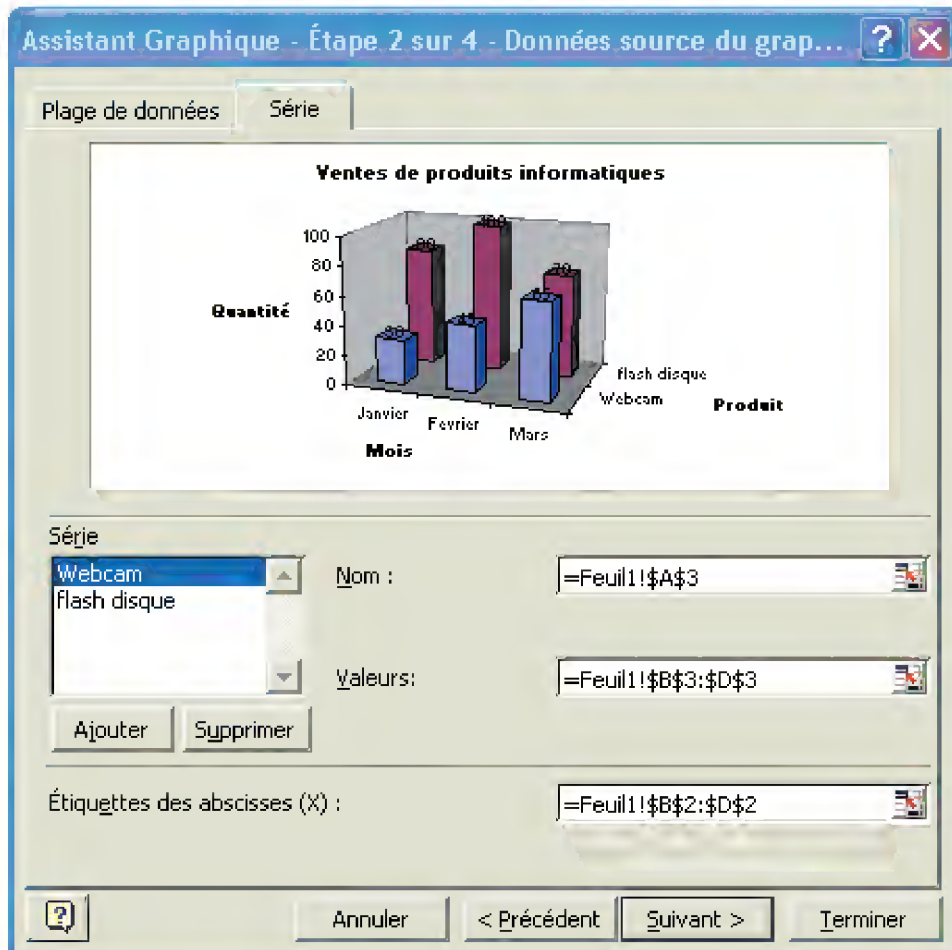 Assistant Graphique - Étape 2 sur 4 - Données source du grap...
Plage de données
Série
Ventes de produits informatiques
100
80
60
40
20
0
Quantité
Janvier
Fevrier
Mars
Mois
flash disque
Webcam
Produit
Série
Webcam
flash disque
Nom :
=Feuil1!$A$3
Valeurs:
=Feuil1!$B$3:$D$3
Ajouter
Supprimer
Étiquettes des abscisses (X) :
=Feuil1!$B$2:$D$2
Annuler
< Précédent
Suivant >
Terminer